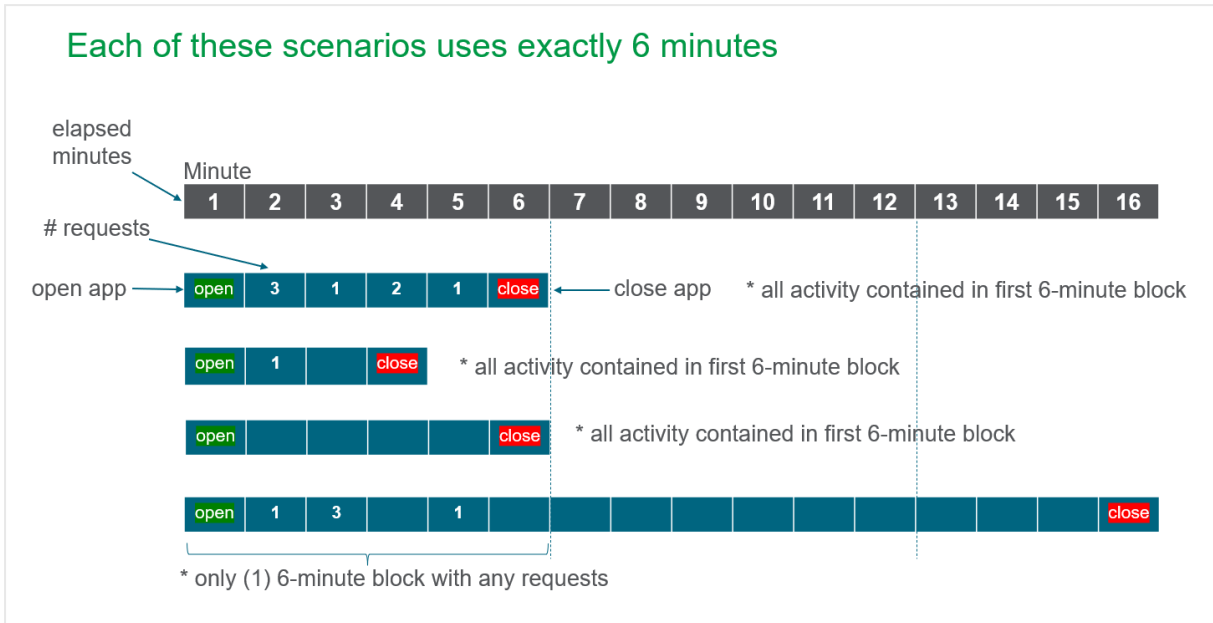 Each of these scenarios uses exactly 6 minutes
elapsed
minutes
Minute
1 2 3 4 5 6 7 8 9 10 11 12 13 14 15 16
# requests
open app
open 3 1 2 1 close
close app
* all activity contained in first 6-minute block
open 1 close
* all activity contained in first 6-minute block
open close
* all activity contained in first 6-minute block
open 1 3 1 close
* only (1) 6-minute block with any requests